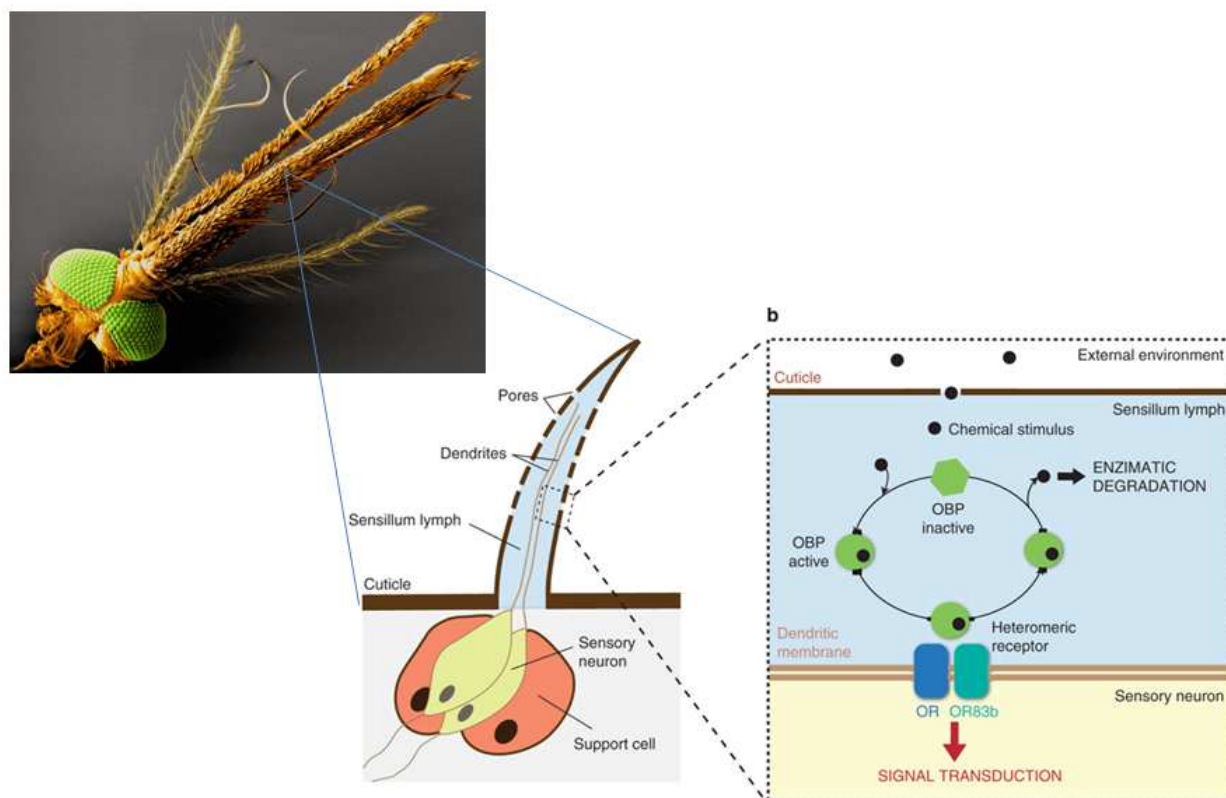 Pores
Dendrites
Sensillum lymph
Cuticle
Sensory
neuron
Support cell
b
External environment
Cuticle
Sensillum lymph
Chemical stimulus
ENZIMATIC
DEGRADATION
OBP
inactive
OBP
active
Heteromeric
receptor
Dendritic
membrane
Sensory neuron
OR
OR83b
SIGNAL TRANSDUCTION